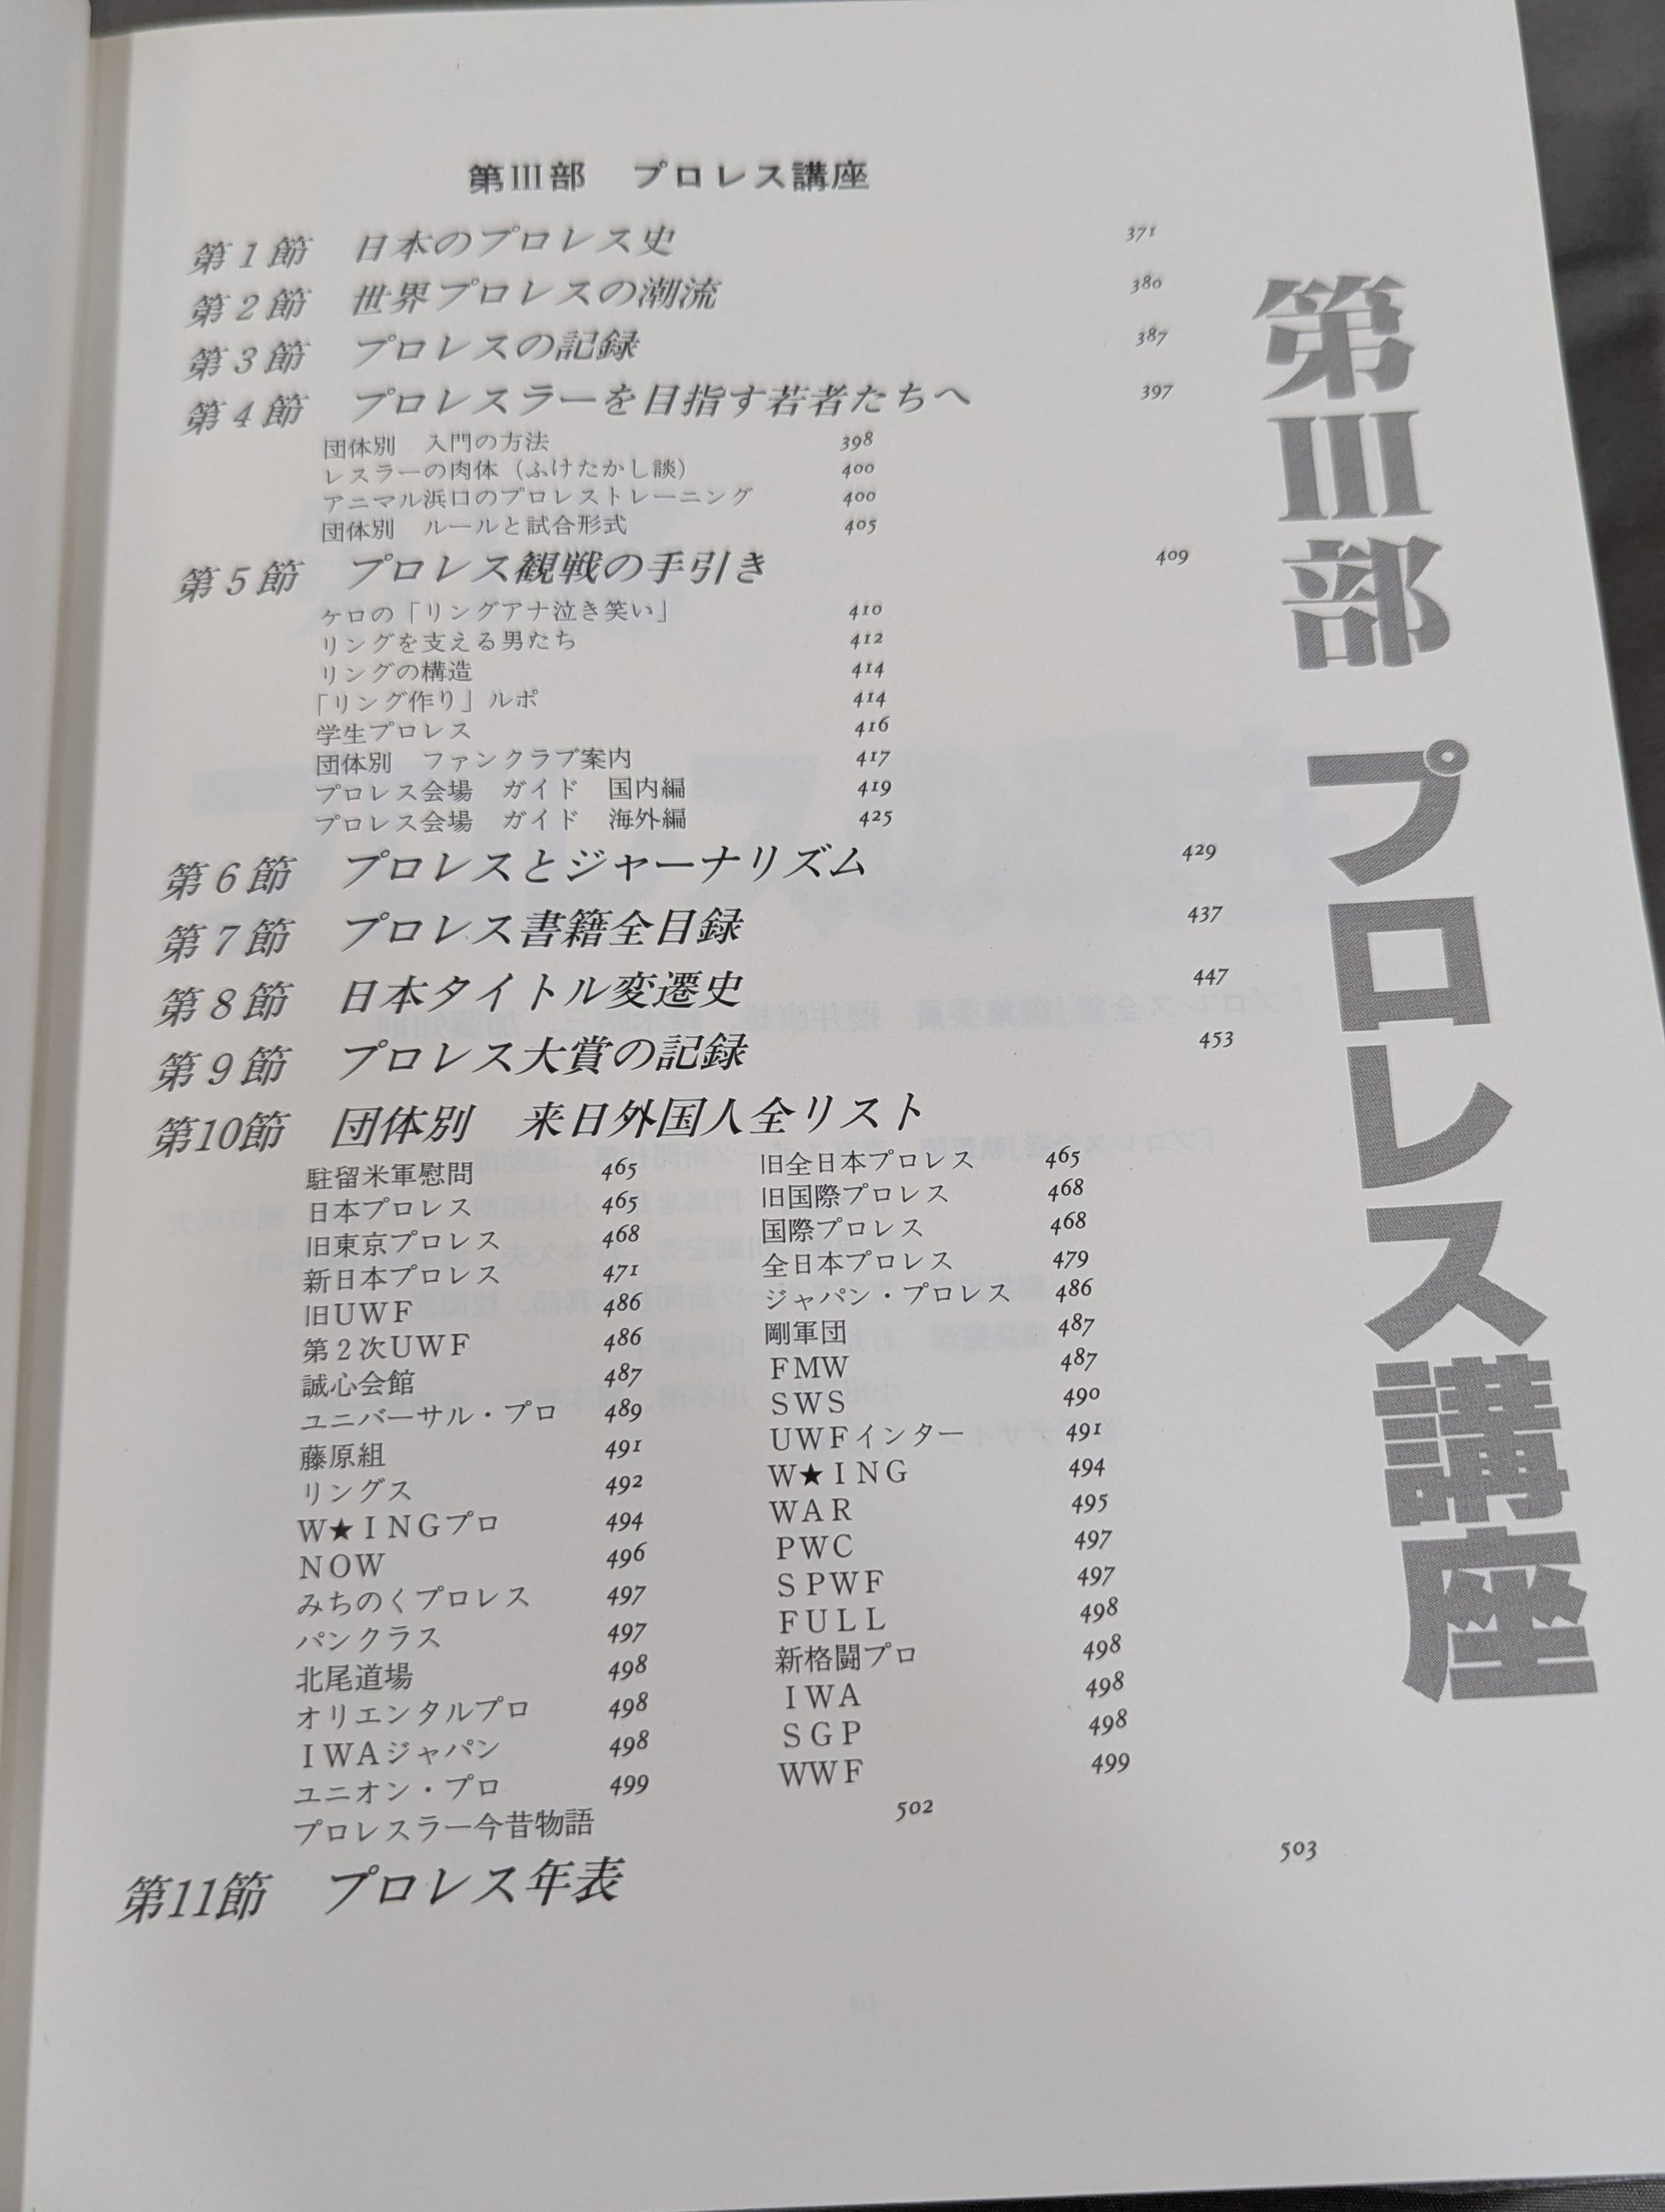 第III部　プロレス講座
第1節　日本のプロレス史　371
第2節　世界プロレスの潮流　380
第3節　プロレスの記録　387
第4節　プロレスラーを目指す若者たちへ　397
団体別　入門の方法　398
レスラーの肉体（ふけたかし談）　400
アニマル浜口のプロレストレーニング　400
団体別　ルールと試合形式　405
第5節　プロレス観戦の手引き　409
ケロの「リングアナ泣き笑い」　410
リングを支える男たち　412
リングの構造　414
「リング作り」ルポ　414
学生プロレス　416
団体別　ファンクラブ案内　417
プロレス会場　ガイド　国内編　419
プロレス会場　ガイド　海外編　425
第6節　プロレスとジャーナリズム　429
第7節　プロレス書籍全目録　437
第8節　日本タイトル変遷史　447
第9節　プロレス大賞の記録　453
第10節　団体別　来日外国人全リスト
駐留米軍慰問　465　旧全日本プロレス　465
日本プロレス　465　旧国際プロレス　468
旧東京プロレス　468　国際プロレス　468
新日本プロレス　471　全日本プロレス　479
旧UWF　486　ジャパン・プロレス　486
第2次UWF　486　剛軍団　487
誠心会館　487　FMW　487
ユニバーサル・プロ　489　SWS　490
藤原組　491　UWFインター　491
リングス　492　W★ING　494
W★INGプロ　494　WAR　495
NOW　496　PWC　497
みちのくプロレス　497　SPWF　497
パンクラス　497　FULL　498
北尾道場　498　新格闘プロ　498
オリエンタルプロ　498　IWA　498
IWAジャパン　498　SGP　498
ユニオン・プロ　499　WWF　499
プロレスラー今昔物語　502
第11節　プロレス年表　503
第III部　プロレス講座